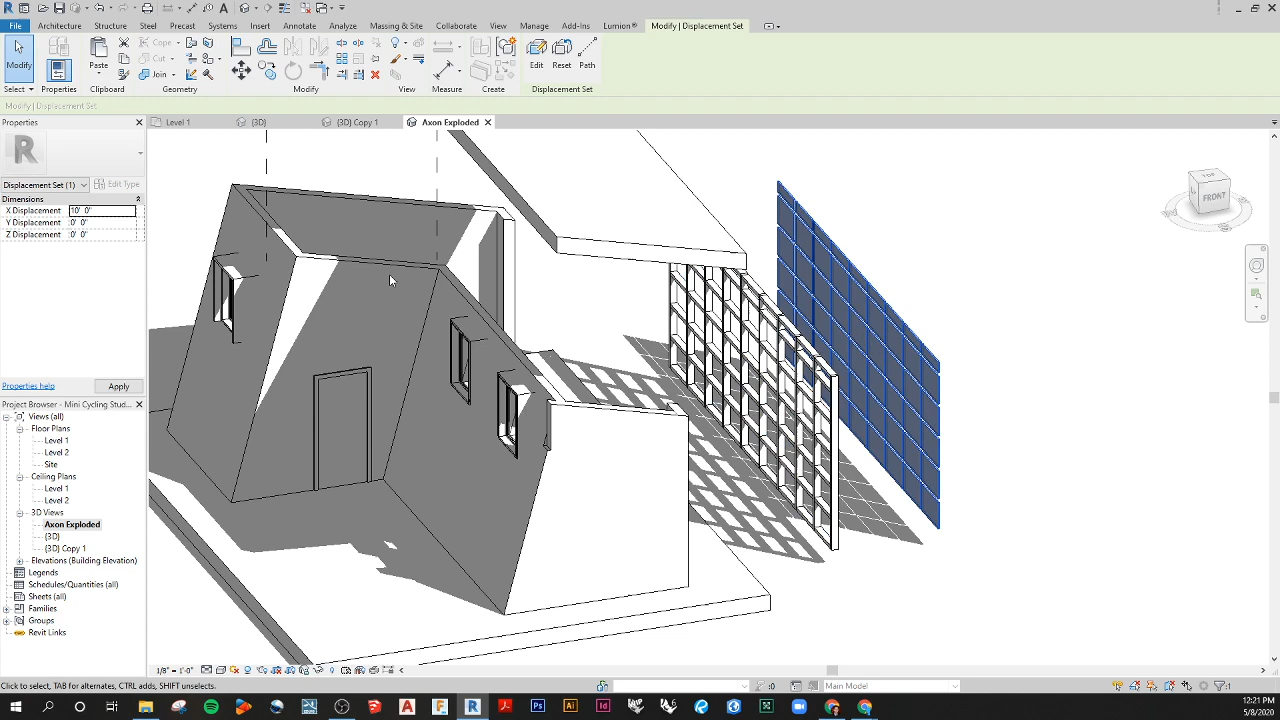 File Architecture Structure Steel Precast Systems Insert Annotate Analyze Massing & Site Collaborate View Manage Add-Ins Lumion® Modify | Displacement Set
Cope
Cut
Join
Modify Paste Edit Reset Path
Select Properties Clipboard Geometry Modify View Measure Create Displacement Set
Modify | Displacement Set
Properties
Level 1 {3D} {3D} Copy 1 Axon Exploded
R
Displacement Set (1) Edit Type
Dimensions
X Displacement 10' 0"
Y Displacement 0' 0"
Z Displacement 0' 0"
TOP
FRONT
Properties help Apply
Project Browser - Mini Cycling Stud...
Views (all)
Floor Plans
Level 1
Level 2
Site
Ceiling Plans
Level 1
Level 2
3D Views
Axon Exploded
{3D}
{3D} Copy 1
Elevations (Building Elevation)
Legends
Schedules/Quantities (all)
Sheets (all)
Families
Groups
Revit Links
1/8" = 1'-0"
Click to select, TAB for alternates, CTRL adds, SHIFT unselects.
:0
Main Model
:1
12:21 PM
5/8/2020